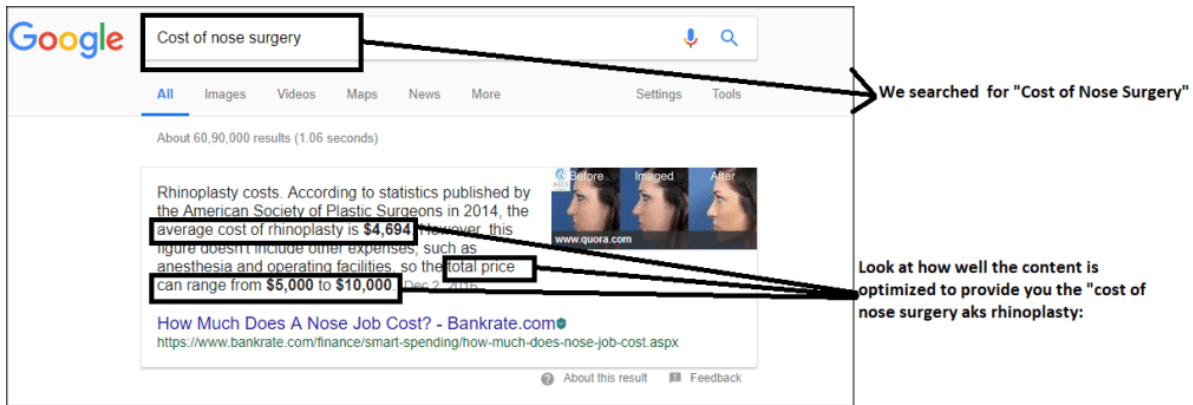 Google
Cost of nose surgery
We searched for "Cost of Nose Surgery"
All Images Videos Maps News More Settings Tools
About 60,90,000 results (1.06 seconds)
Rhinoplasty costs. According to statistics published by
the American Society of Plastic Surgeons in 2014, the
average cost of rhinoplasty is $4,694. However, this
figure doesn't include other expenses, such as
anesthesia and operating facilities, so the total price
can range from $5,000 to $10,000. Dec 2, 2016
Before Imaged After
www.quora.com
Look at how well the content is
optimized to provide you the "cost of
nose surgery aks rhinoplasty:
How Much Does A Nose Job Cost? - Bankrate.com
https://www.bankrate.com/finance/smart-spending/how-much-does-nose-job-cost.aspx
About this result Feedback